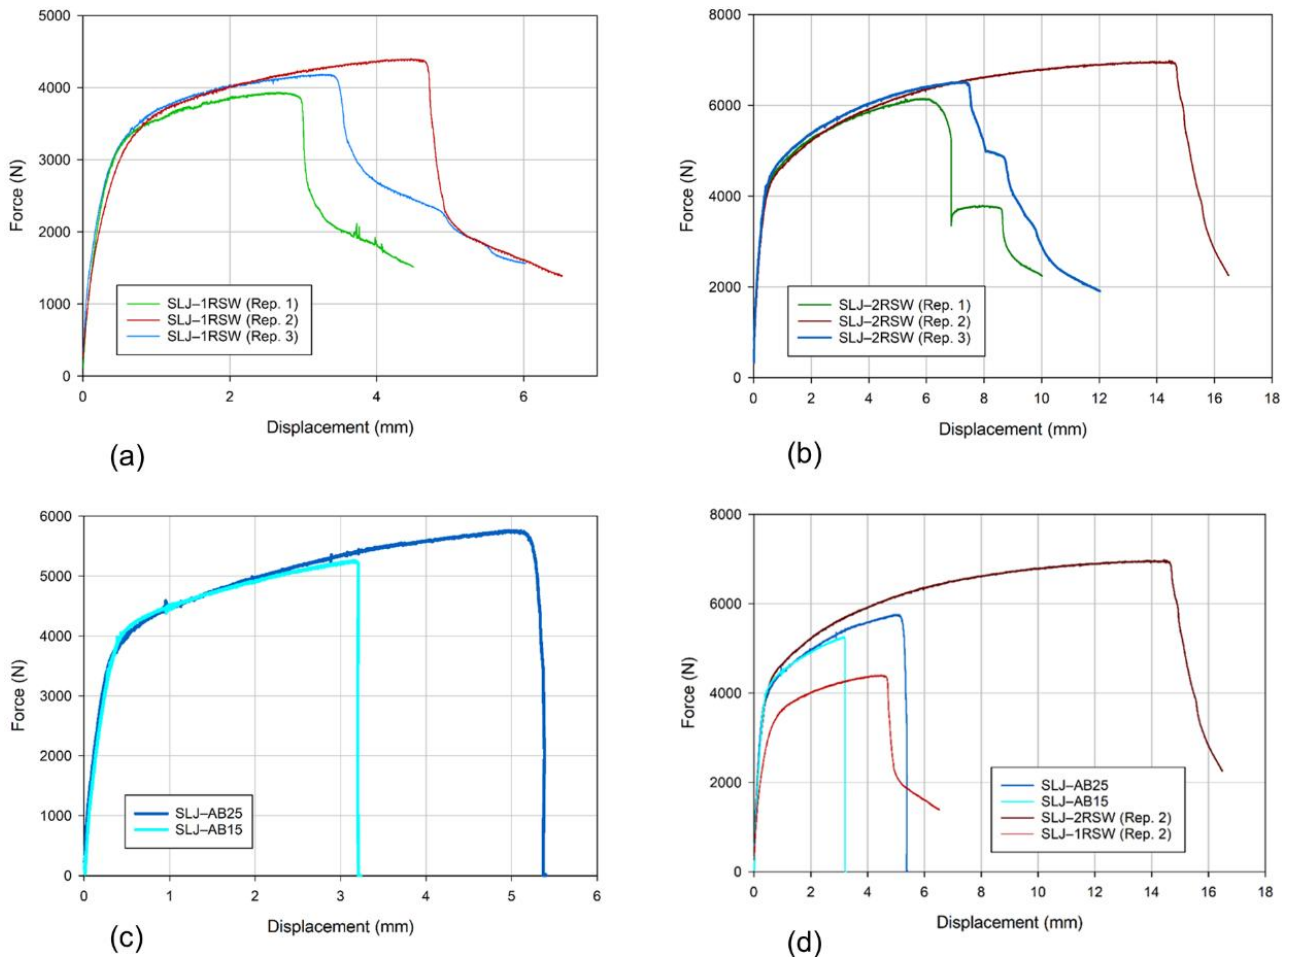 5000
4000
3000
2000
1000
0
Force (N)
SLJ–1RSW (Rep. 1)
SLJ–1RSW (Rep. 2)
SLJ–1RSW (Rep. 3)
0 2 4 6
Displacement (mm)
(a)
8000
6000
4000
2000
0
Force (N)
SLJ–2RSW (Rep. 1)
SLJ–2RSW (Rep. 2)
SLJ–2RSW (Rep. 3)
0 2 4 6 8 10 12 14 16 18
Displacement (mm)
(b)
6000
5000
4000
3000
2000
1000
0
Force (N)
SLJ–AB25
SLJ–AB15
0 1 2 3 4 5 6
Displacement (mm)
(c)
8000
6000
4000
2000
0
Force (N)
SLJ–AB25
SLJ–AB15
SLJ–2RSW (Rep. 2)
SLJ–1RSW (Rep. 2)
0 2 4 6 8 10 12 14 16 18
Displacement (mm)
(d)